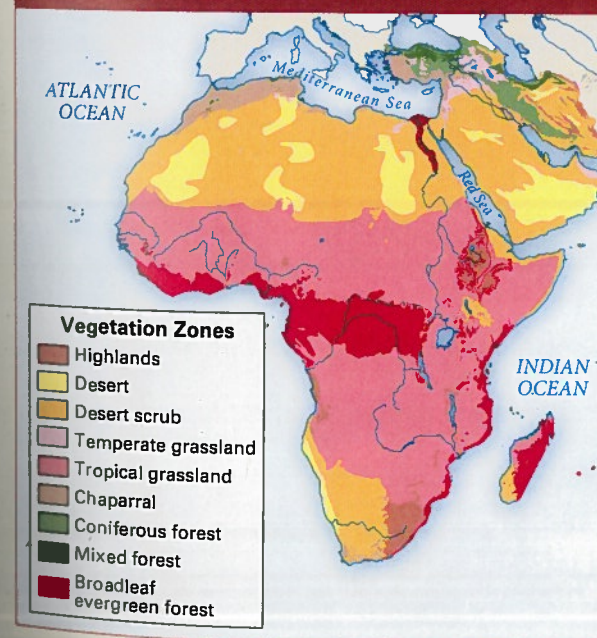 Mediterranean Sea
ATLANTIC
OCEAN
Red Sea
INDIAN
OCEAN
Vegetation Zones
Highlands
Desert
Desert scrub
Temperate grassland
Tropical grassland
Chaparral
Coniferous forest
Mixed forest
Broadleaf
evergreen forest